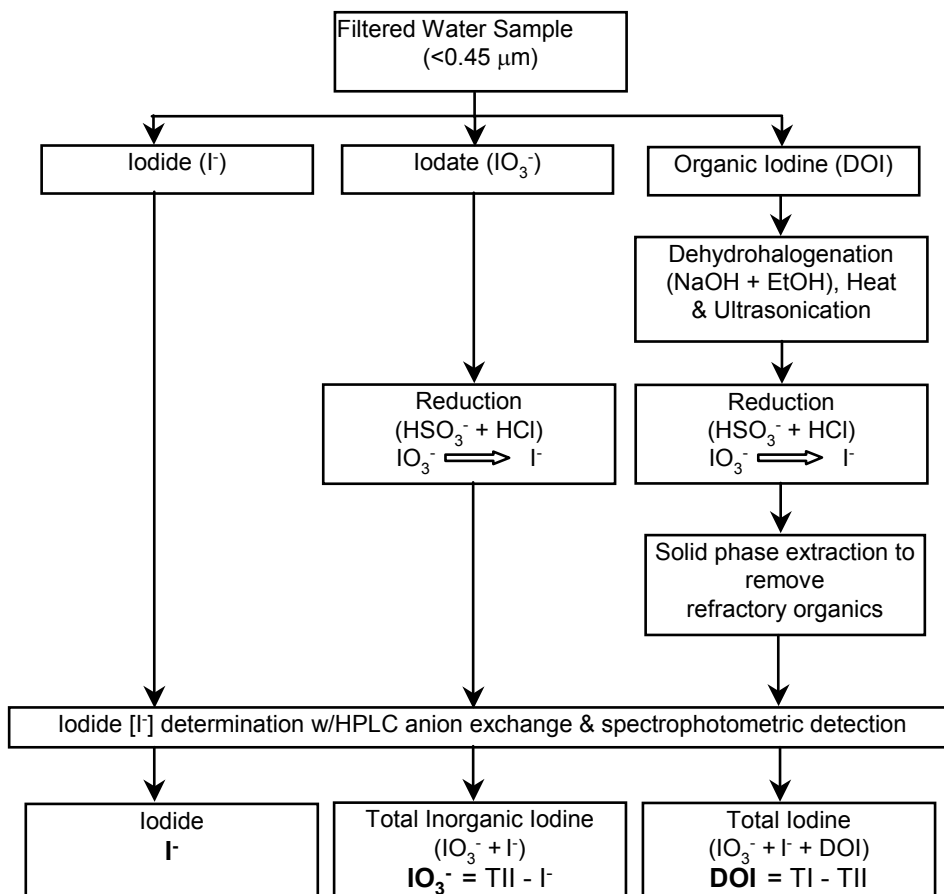 Filtered Water Sample
(<0.45 μm)
Iodide (I⁻)
Iodate (IO₃⁻)
Organic Iodine (DOI)
Dehydrohalogenation
(NaOH + EtOH), Heat
& Ultrasonication
Reduction
(HSO₃⁻ + HCl)
IO₃⁻ ⟹ I⁻
Reduction
(HSO₃⁻ + HCl)
IO₃⁻ ⟹ I⁻
Solid phase extraction to
remove
refractory organics
Iodide [I⁻] determination w/HPLC anion exchange & spectrophotometric detection
Iodide
I⁻
Total Inorganic Iodine
(IO₃⁻ + I⁻)
IO₃⁻ = TII - I⁻
Total Iodine
(IO₃⁻ + I⁻ + DOI)
DOI = TI - TII